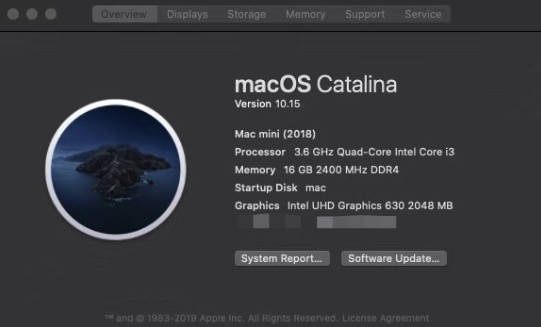 Overview Displays Storage Memory Support Service
macOS Catalina
Version 10.15
Mac mini (2018)
Processor 3.6 GHz Quad-Core Intel Core i3
Memory 16 GB 2400 MHz DDR4
Startup Disk mac
Graphics Intel UHD Graphics 630 2048 MB
System Report... Software Update...
™ and © 1983-2019 Apple Inc. All Rights Reserved. License Agreement